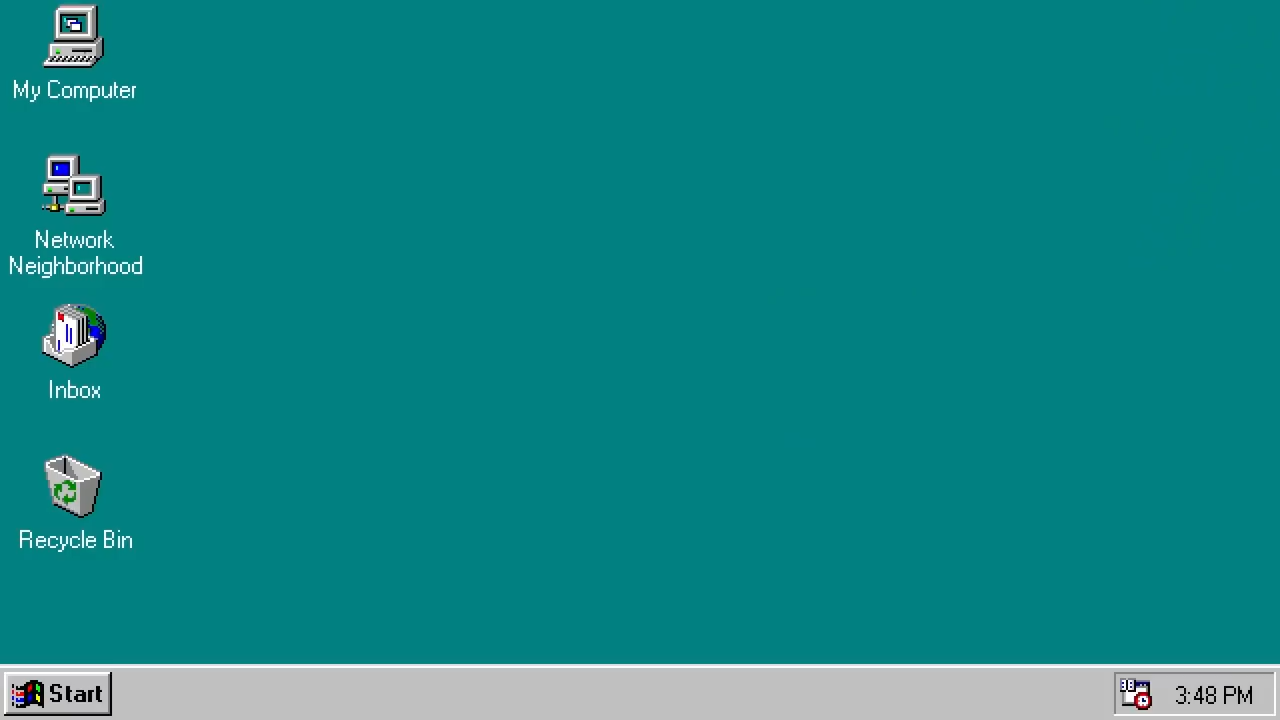 My Computer
Network
Neighborhood
Inbox
Recycle Bin
Start
3:48 PM